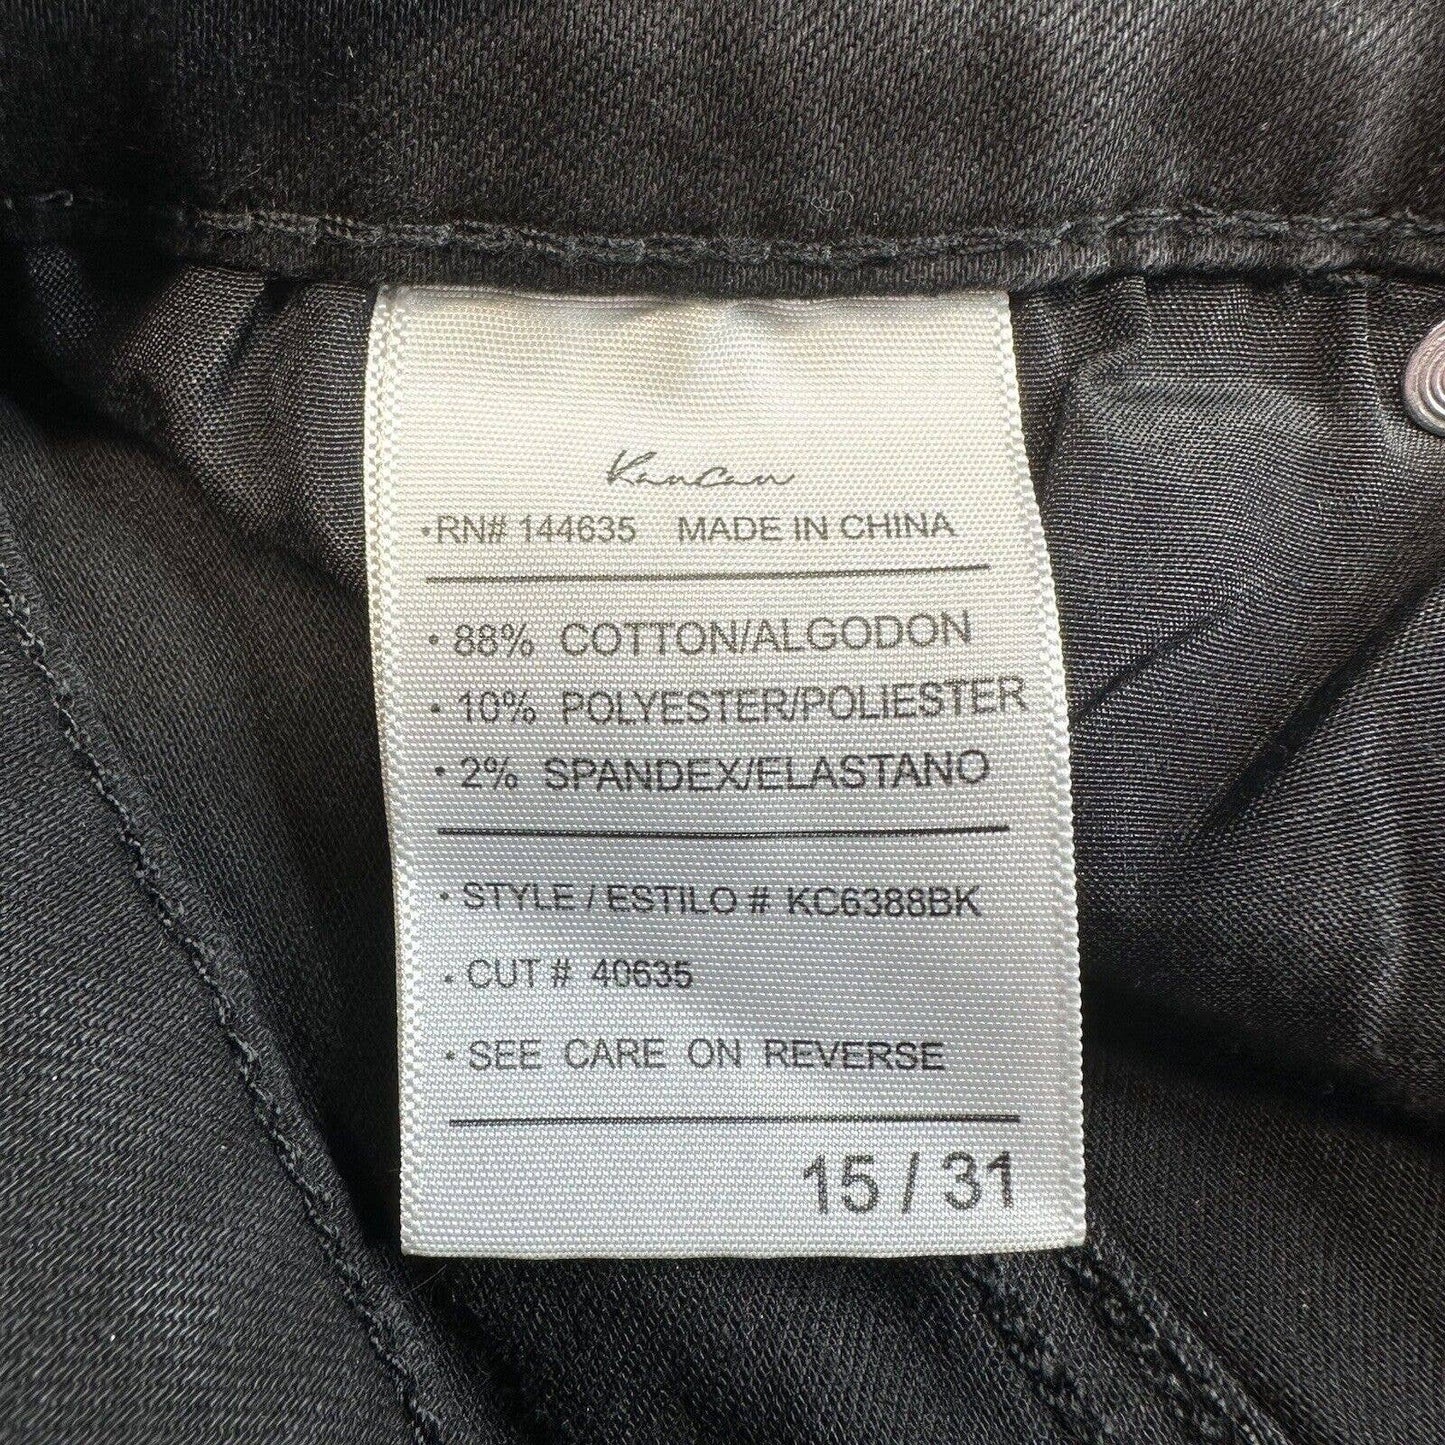 KanCan
•RN# 144635 MADE IN CHINA
• 88% COTTON/ALGODON
• 10% POLYESTER/POLIESTER
• 2% SPANDEX/ELASTANO
• STYLE / ESTILO # KC6388BK
• CUT # 40635
• SEE CARE ON REVERSE
15 / 31